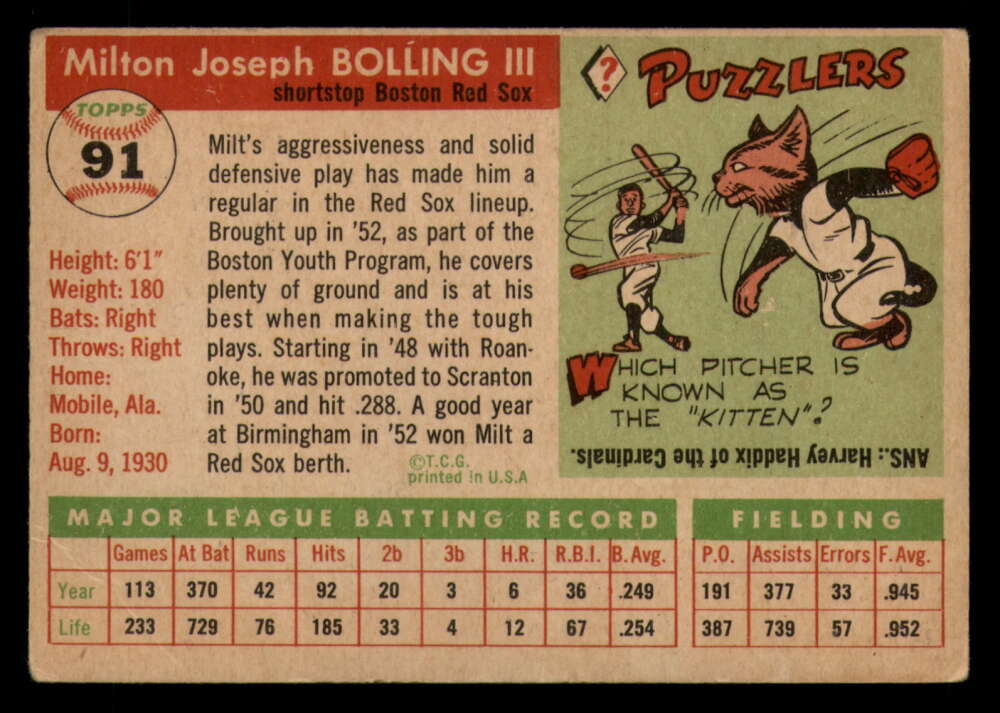 Milton Joseph BOLLING III
shortstop Boston Red Sox
TOPPS
91
Height: 6'1"
Weight: 180
Bats: Right
Throws: Right
Home:
Mobile, Ala.
Born:
Aug. 9, 1930
Milt's aggressiveness and solid
defensive play has made him a
regular in the Red Sox lineup.
Brought up in '52, as part of the
Boston Youth Program, he covers
plenty of ground and is at his
best when making the tough
plays. Starting in '48 with Roan-
oke, he was promoted to Scranton
in '50 and hit .288. A good year
at Birmingham in '52 won Milt a
Red Sox berth.
©T.C.G.
printed in U.S.A
? PUZZLERS
WHICH PITCHER IS
KNOWN AS
THE "KITTEN"?
ANS.: Harvey Haddix of the Cardinals.
MAJOR LEAGUE BATTING RECORD
Games At Bat Runs Hits 2b 3b H.R. R.B.I. B. Avg.
Year 113 370 42 92 20 3 6 36 .249
Life 233 729 76 185 33 4 12 67 .254
FIELDING
P.O. Assists Errors F. Avg.
191 377 33 .945
387 739 57 .952